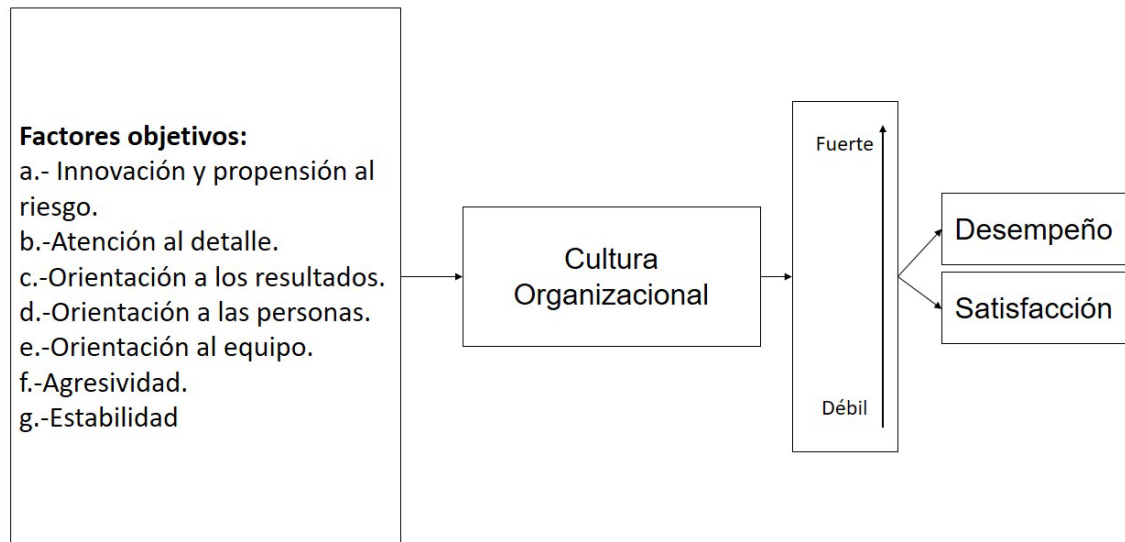 Factores objetivos:
a.- Innovación y propensión al
riesgo.
b.-Atención al detalle.
c.-Orientación a los resultados.
d.-Orientación a las personas.
e.-Orientación al equipo.
f.-Agresividad.
g.-Estabilidad
Cultura
Organizacional
Fuerte
Débil
Desempeño
Satisfacción